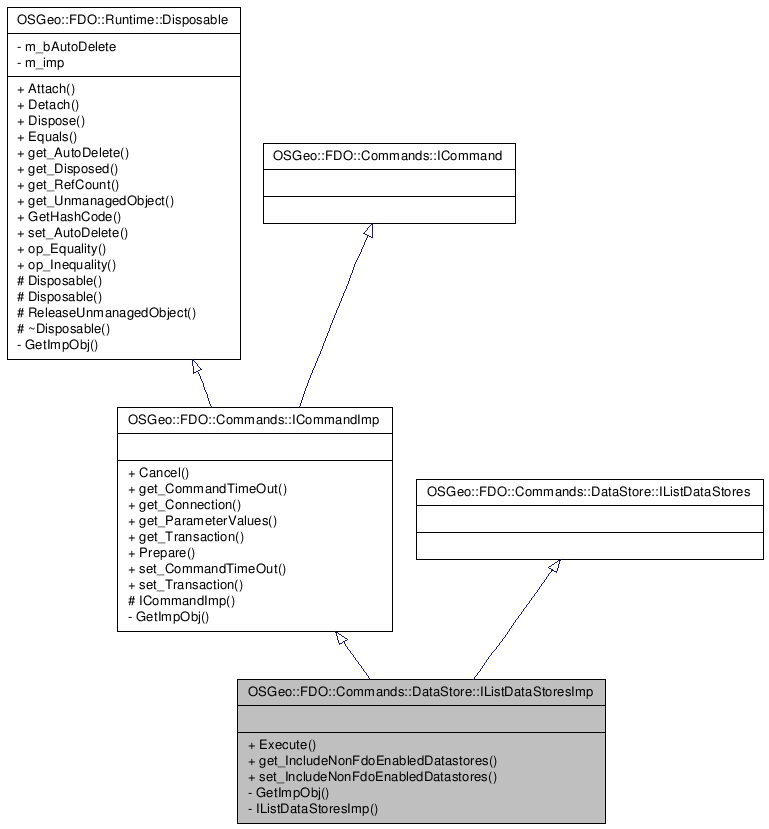 OSGeo::FDO::Runtime::Disposable
- m_bAutoDelete
- m_imp
+ Attach()
+ Detach()
+ Dispose()
+ Equals()
+ get_AutoDelete()
+ get_Disposed()
+ get_RefCount()
+ get_UnmanagedObject()
+ GetHashCode()
+ set_AutoDelete()
+ op_Equality()
+ op_Inequality()
# Disposable()
# Disposable()
# ReleaseUnmanagedObject()
# ~Disposable()
- GetImpObj()
OSGeo::FDO::Commands::ICommand
OSGeo::FDO::Commands::ICommandImp
+ Cancel()
+ get_CommandTimeOut()
+ get_Connection()
+ get_ParameterValues()
+ get_Transaction()
+ Prepare()
+ set_CommandTimeOut()
+ set_Transaction()
# ICommandImp()
- GetImpObj()
OSGeo::FDO::Commands::DataStore::IListDataStores
OSGeo::FDO::Commands::DataStore::IListDataStoresImp
+ Execute()
+ get_IncludeNonFdoEnabledDatastores()
+ set_IncludeNonFdoEnabledDatastores()
- GetImpObj()
- IListDataStoresImp()